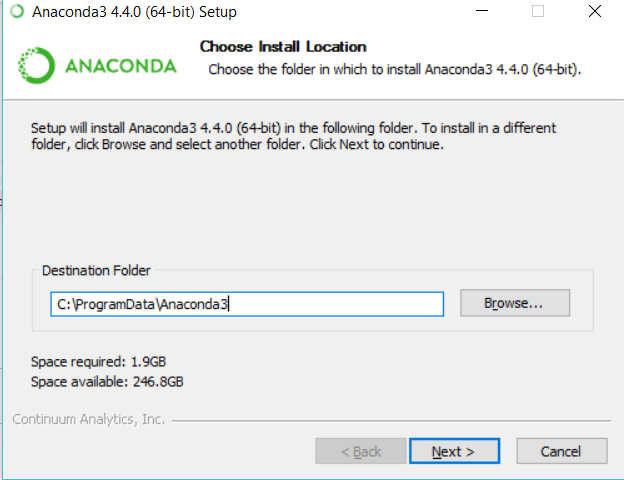 Anaconda3 4.4.0 (64-bit) Setup
Choose Install Location
Choose the folder in which to install Anaconda3 4.4.0 (64-bit).
ANACONDA
Setup will install Anaconda3 4.4.0 (64-bit) in the following folder. To install in a different
folder, click Browse and select another folder. Click Next to continue.
Destination Folder
C:\ProgramData\Anaconda3
Browse...
Space required: 1.9GB
Space available: 246.8GB
Continuum Analytics, Inc.
< Back
Next >
Cancel